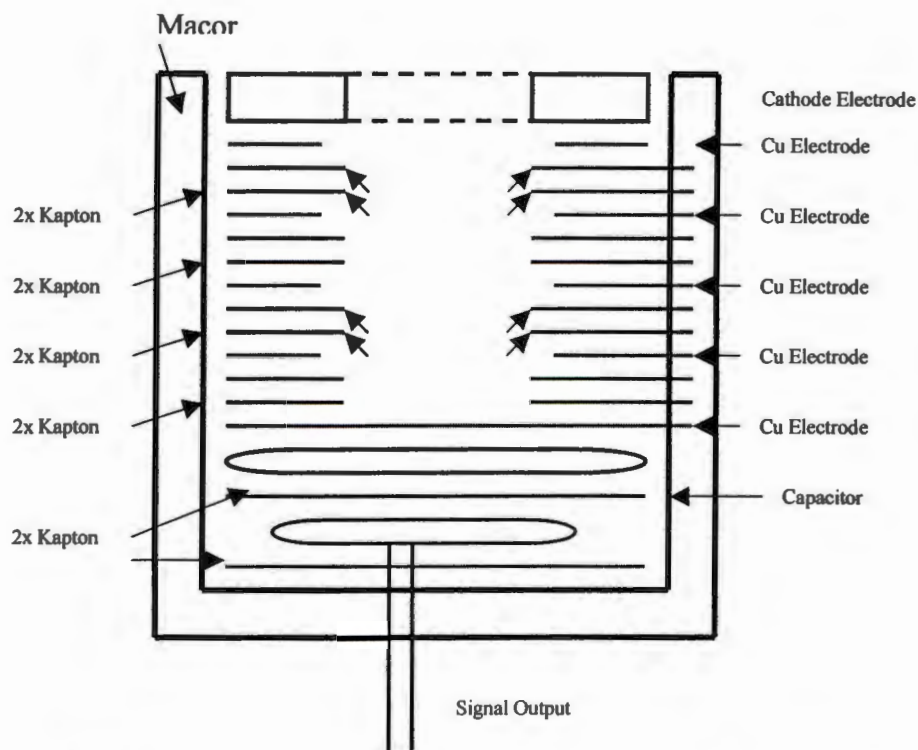 Macor
Cathode Electrode
Cu Electrode
2x Kapton
Cu Electrode
2x Kapton
Cu Electrode
2x Kapton
Cu Electrode
2x Kapton
Cu Electrode
Capacitor
2x Kapton
Signal Output